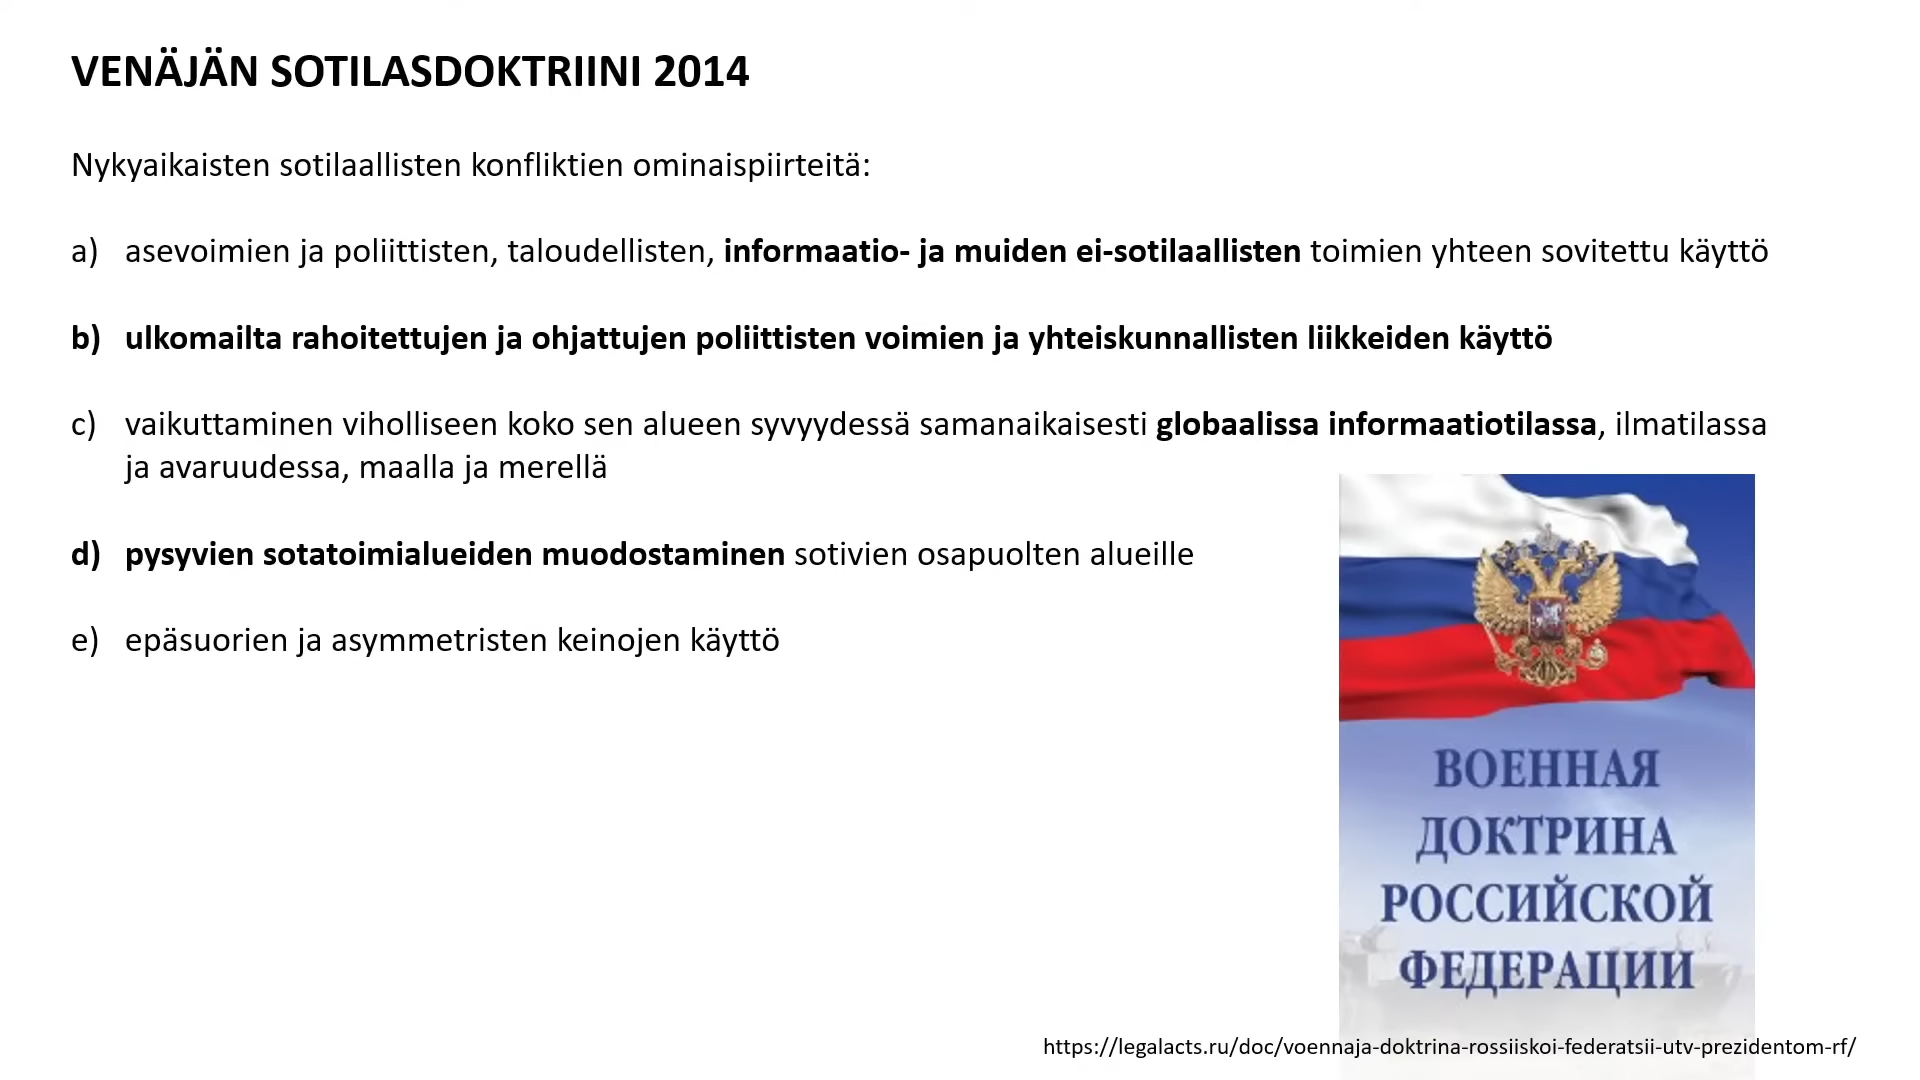 VENÄJÄN SOTILASDOKTRIINI 2014
Nykyaikaisten sotilaallisten konfliktien ominaispiirteitä:
a) asevoimien ja poliittisten, taloudellisten, informaatio- ja muiden ei-sotilaallisten toimien yhteen sovitettu käyttö
b) ulkomailta rahoitettujen ja ohjattujen poliittisten voimien ja yhteiskunnallisten liikkeiden käyttö
c) vaikuttaminen viholliseen koko sen alueen syvyydessä samanaikaisesti globaalissa informaatiotilassa, ilmatilassa
ja avaruudessa, maalla ja merellä
d) pysyvien sotatoimialueiden muodostaminen sotivien osapuolten alueille
e) epäsuorien ja asymmetristen keinojen käyttö
ВОЕННАЯ
ДОКТРИНА
РОССИЙСКОЙ
ФЕДЕРАЦИИ
https://legalacts.ru/doc/voennaja-doktrina-rossiiskoi-federatsii-utv-prezidentom-rf/